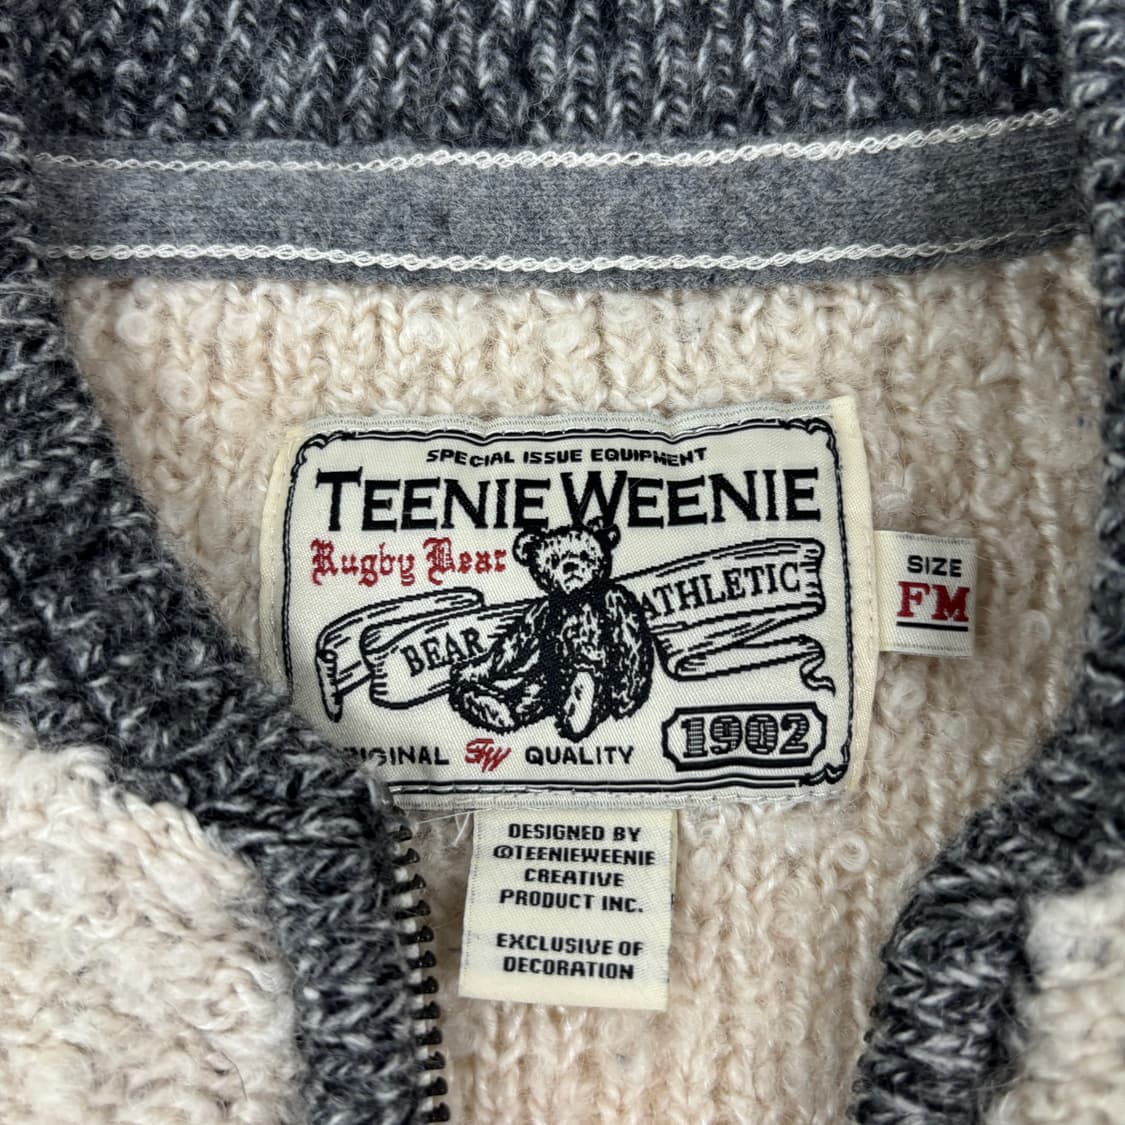 SPECIAL ISSUE EQUIPMENT
TEENIE WEENIE
Rugby Bear
BEAR ATHLETIC
QUALITY
1902
SIZE
FM
DESIGNED BY
©TEENIEWEENIE
CREATIVE
PRODUCT INC.
EXCLUSIVE OF
DECORATION